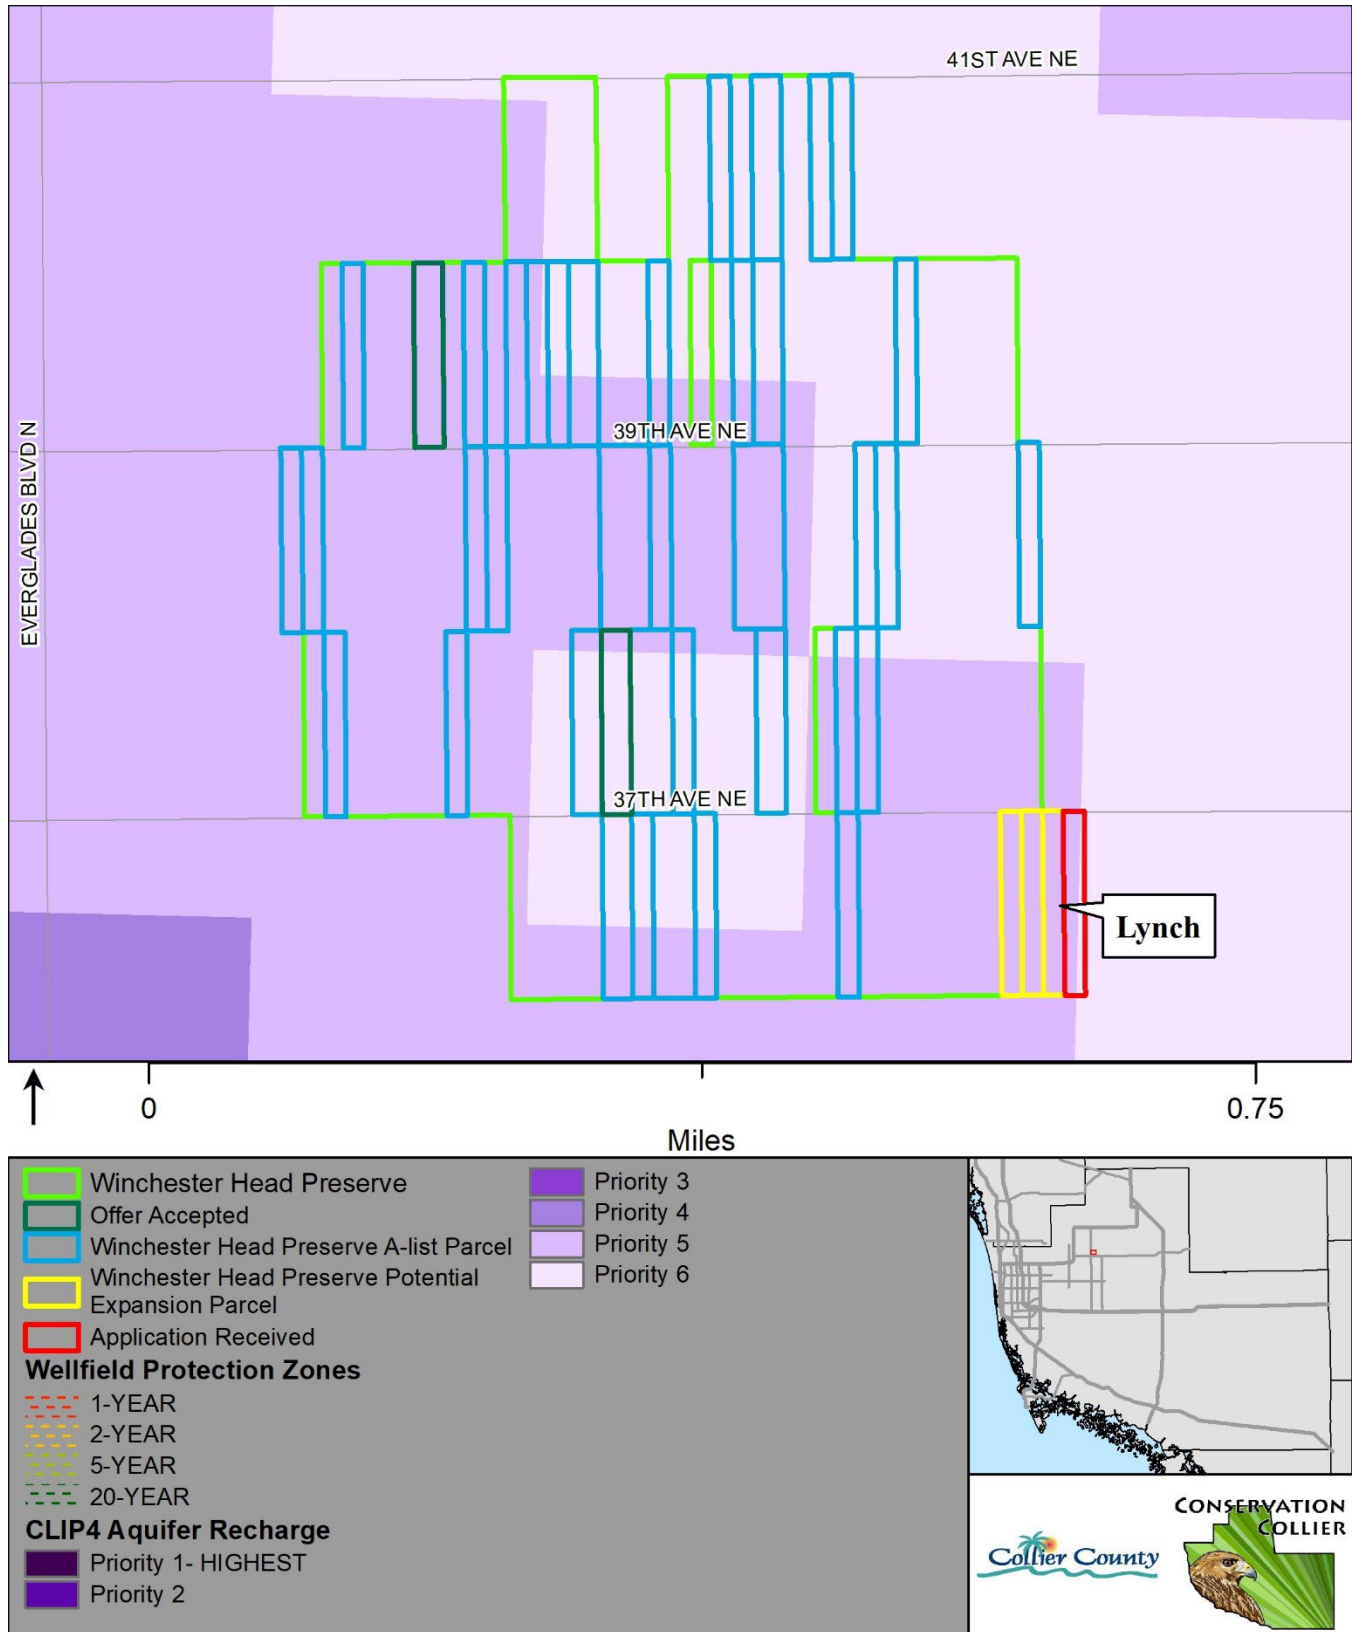 41ST AVE NE
39TH AVE NE
EVERGLADES BLVD N
37TH AVE NE
Lynch
0
0.75
Miles
Winchester Head Preserve
Offer Accepted
Winchester Head Preserve A-list Parcel
Winchester Head Preserve Potential
Expansion Parcel
Application Received
Wellfield Protection Zones
1-YEAR
2-YEAR
5-YEAR
20-YEAR
CLIP4 Aquifer Recharge
Priority 1- HIGHEST
Priority 2
Priority 3
Priority 4
Priority 5
Priority 6
Collier County
CONSERVATION
COLLIER